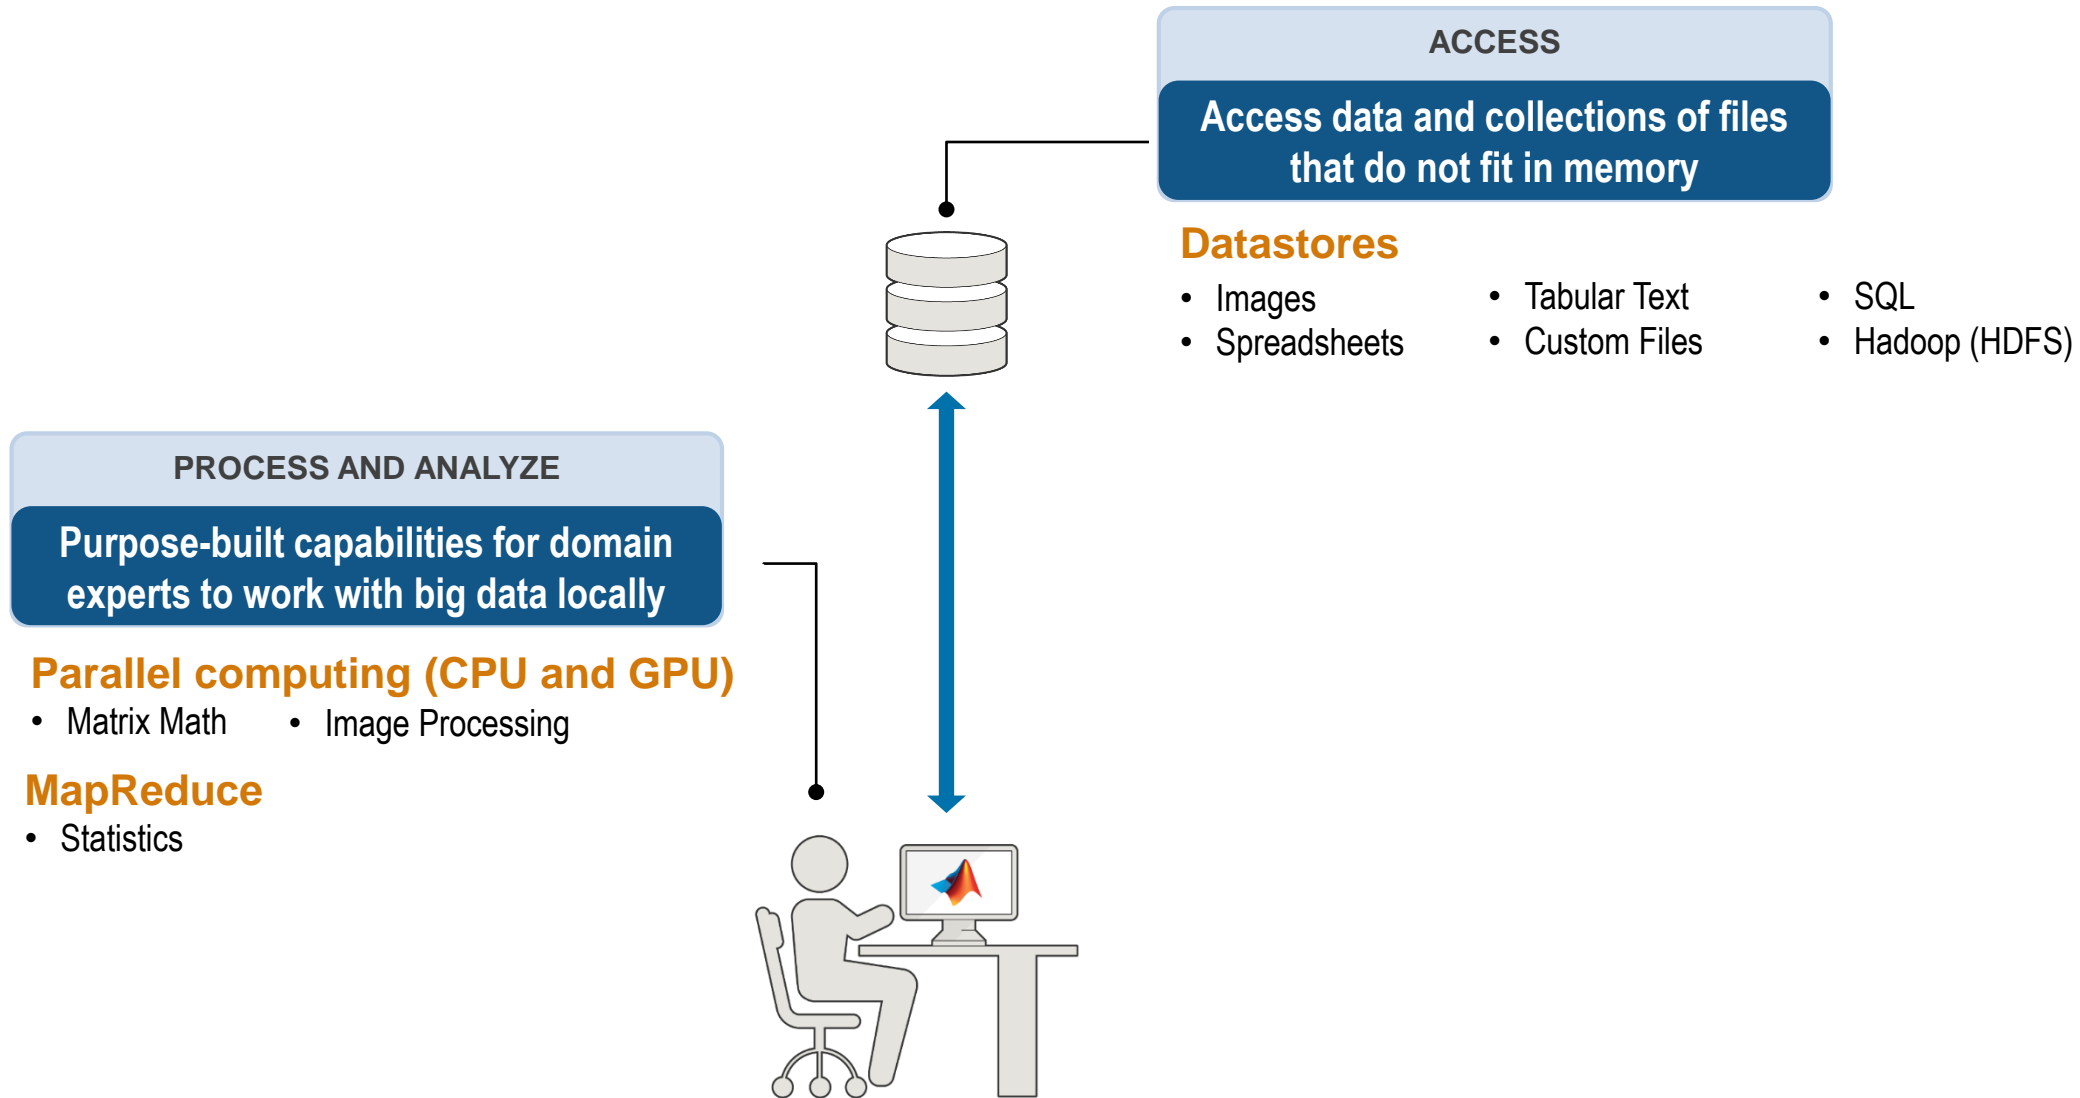 ACCESS
Access data and collections of files
that do not fit in memory
Datastores
• Images
• Spreadsheets
• Tabular Text
• Custom Files
• SQL
• Hadoop (HDFS)
PROCESS AND ANALYZE
Purpose-built capabilities for domain
experts to work with big data locally
Parallel computing (CPU and GPU)
• Matrix Math
• Image Processing
MapReduce
• Statistics